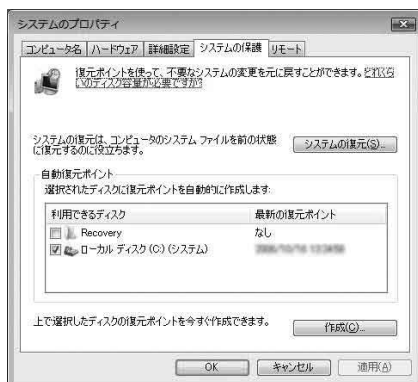 システムのプロパティ
コンピュータ名 ハードウェア 詳細設定 システムの保護 リモート
復元ポイントを使って、不要なシステムの変更を元に戻すことができます。どれくら
いのディスク容量が必要ですか?
システムの復元は、コンピュータのシステム ファイルを前の状態
に復元するのに役立ちます。
システムの復元(S)...
自動復元ポイント
選択されたディスクに復元ポイントを自動的に作成します:
利用できるディスク 最新の復元ポイント
Recovery なし
ローカル ディスク (C:) (システム)
上で選択したディスクの復元ポイントを今すぐ作成できます。
作成(C)...
OK キャンセル 適用(A)